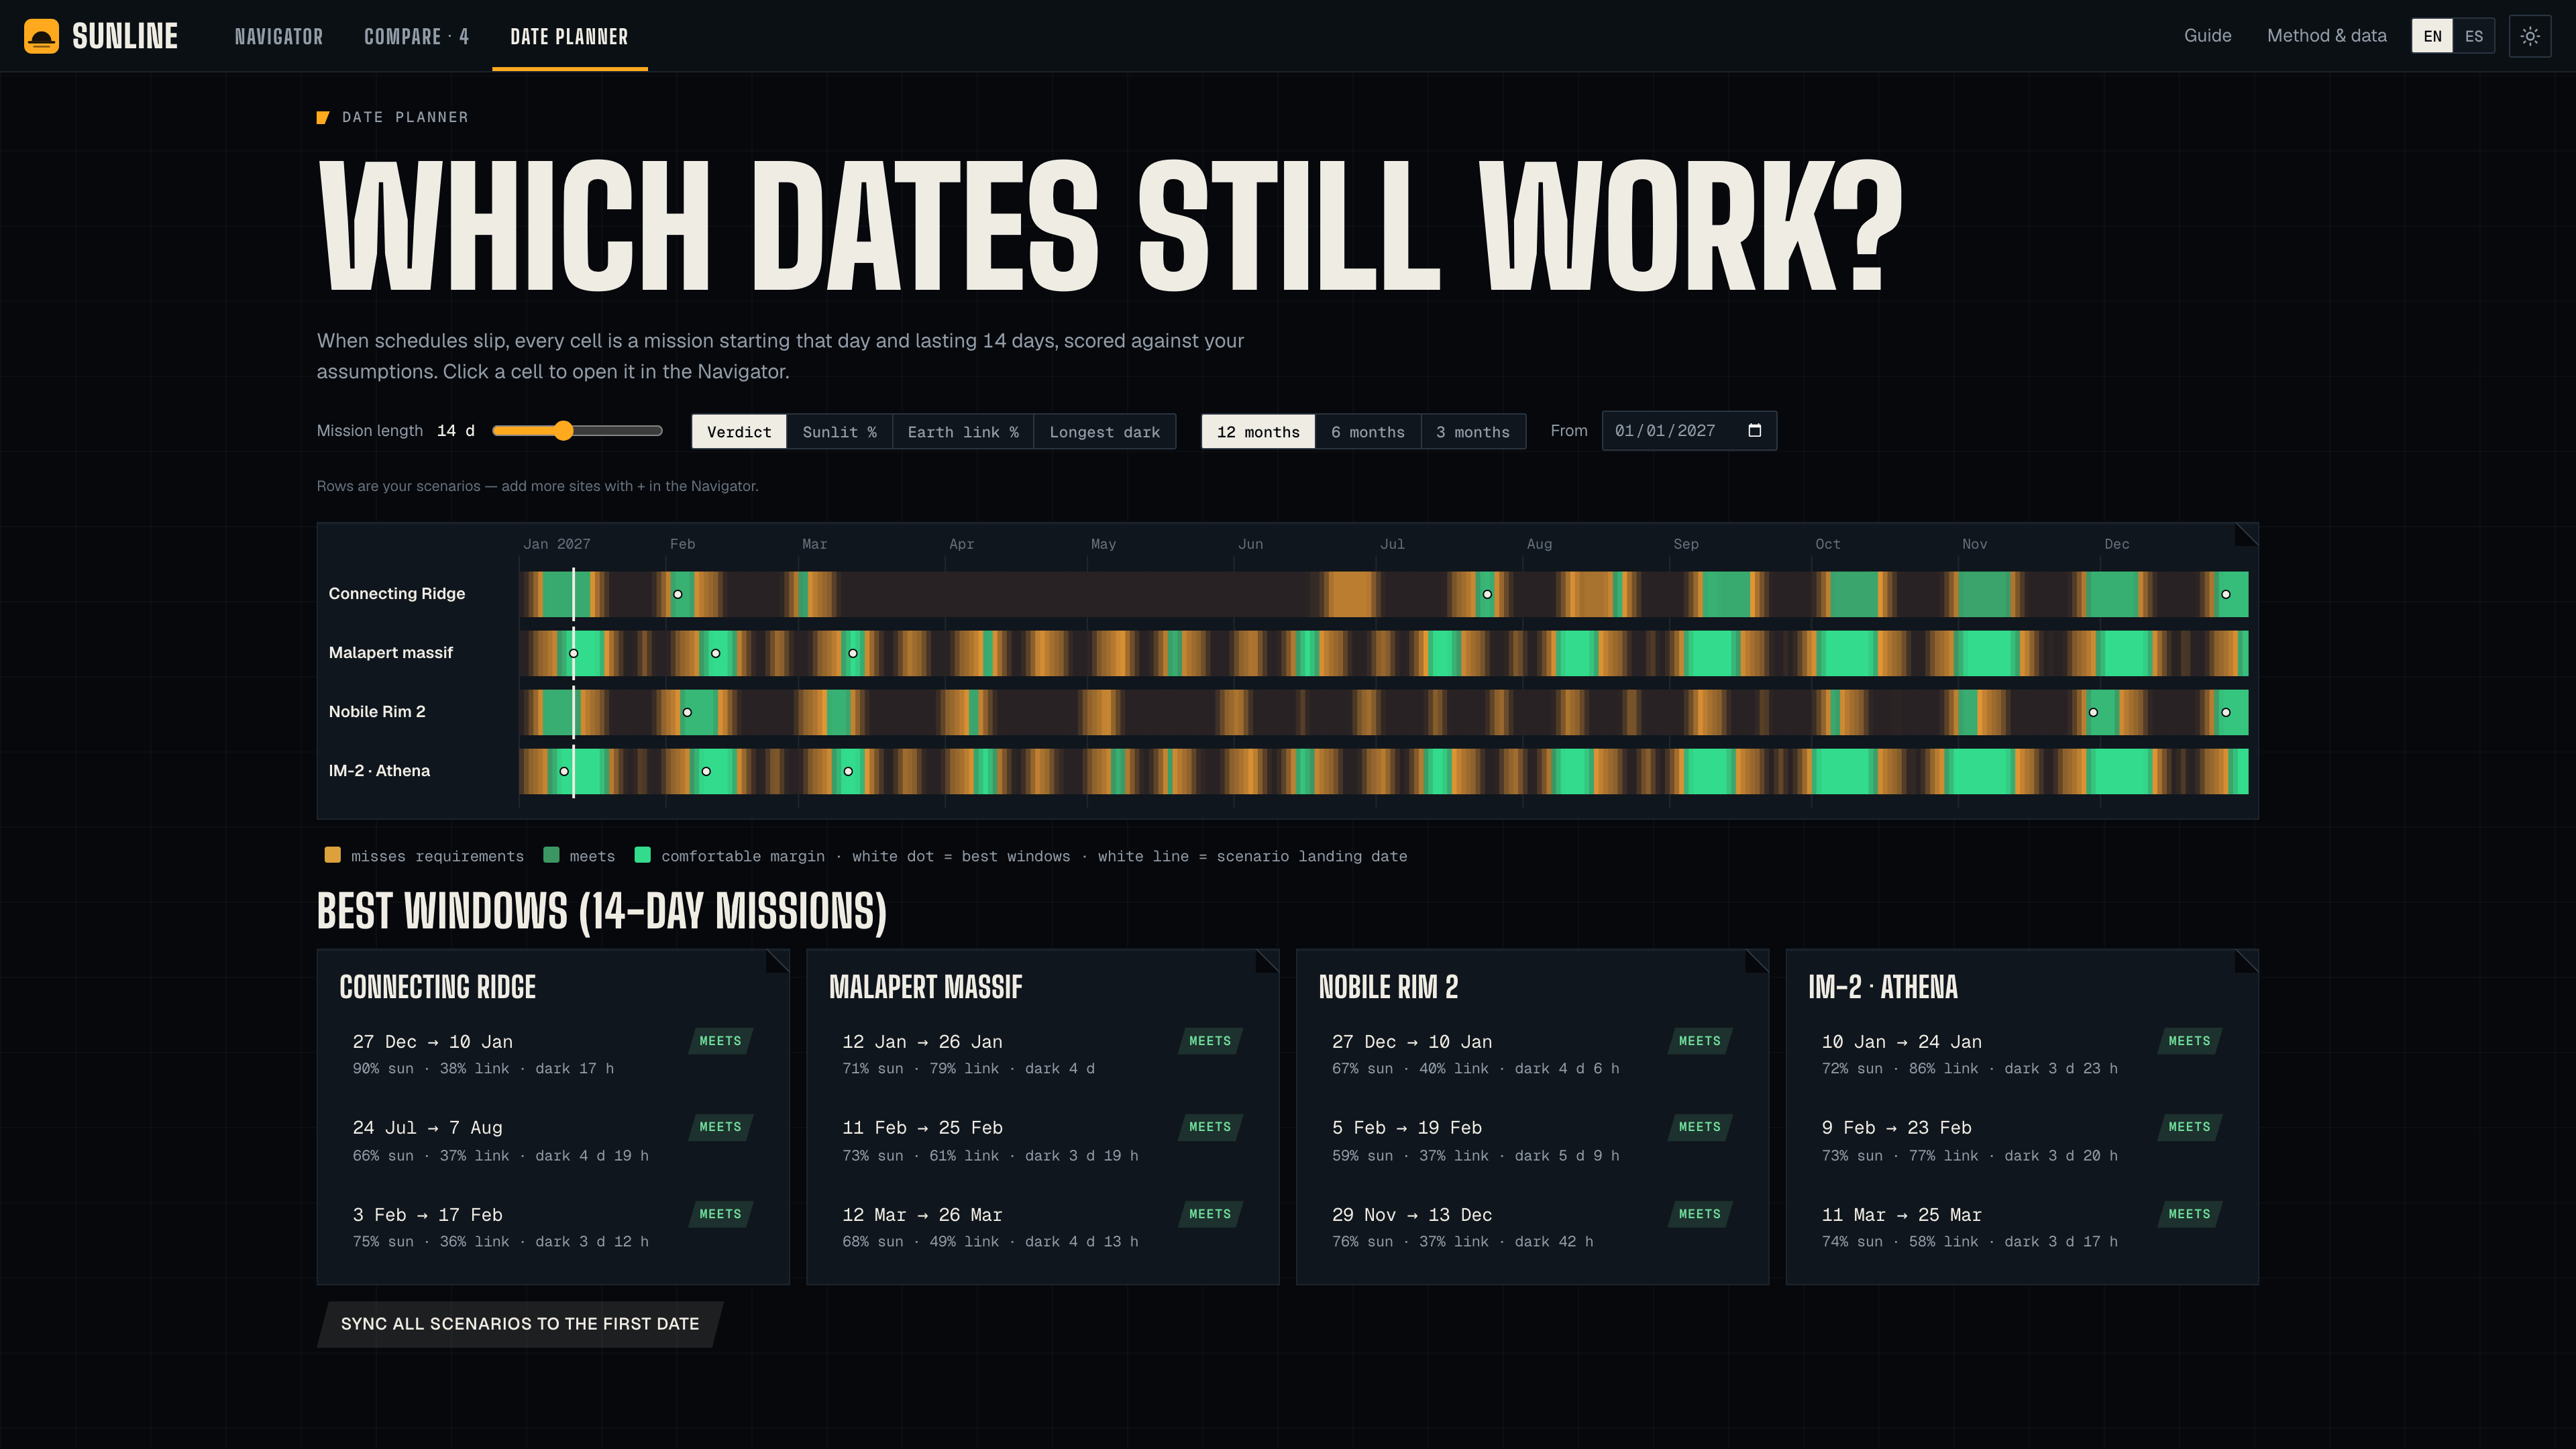 SUNLINE
NAVIGATOR
COMPARE · 4
DATE PLANNER
Guide
Method & data
EN
ES
DATE PLANNER
WHICH DATES STILL WORK?
When schedules slip, every cell is a mission starting that day and lasting 14 days, scored against your
assumptions. Click a cell to open it in the Navigator.
Mission length 14 d
Verdict
Sunlit %
Earth link %
Longest dark
12 months
6 months
3 months
From
01/01/2027
Rows are your scenarios — add more sites with + in the Navigator.
Jan 2027
Feb
Mar
Apr
May
Jun
Jul
Aug
Sep
Oct
Nov
Dec
Connecting Ridge
Malapert massif
Nobile Rim 2
IM-2 · Athena
misses requirements
meets
comfortable margin · white dot = best windows · white line = scenario landing date
BEST WINDOWS (14-DAY MISSIONS)
CONNECTING RIDGE
27 Dec → 10 Jan
MEETS
90% sun · 38% link · dark 17 h
24 Jul → 7 Aug
MEETS
66% sun · 37% link · dark 4 d 19 h
3 Feb → 17 Feb
MEETS
75% sun · 36% link · dark 3 d 12 h
MALAPERT MASSIF
12 Jan → 26 Jan
MEETS
71% sun · 79% link · dark 4 d
11 Feb → 25 Feb
MEETS
73% sun · 61% link · dark 3 d 19 h
12 Mar → 26 Mar
MEETS
68% sun · 49% link · dark 4 d 13 h
NOBILE RIM 2
27 Dec → 10 Jan
MEETS
67% sun · 40% link · dark 4 d 6 h
5 Feb → 19 Feb
MEETS
59% sun · 37% link · dark 5 d 9 h
29 Nov → 13 Dec
MEETS
76% sun · 37% link · dark 42 h
IM-2 · ATHENA
10 Jan → 24 Jan
MEETS
72% sun · 86% link · dark 3 d 23 h
9 Feb → 23 Feb
MEETS
73% sun · 77% link · dark 3 d 20 h
11 Mar → 25 Mar
MEETS
74% sun · 58% link · dark 3 d 17 h
SYNC ALL SCENARIOS TO THE FIRST DATE